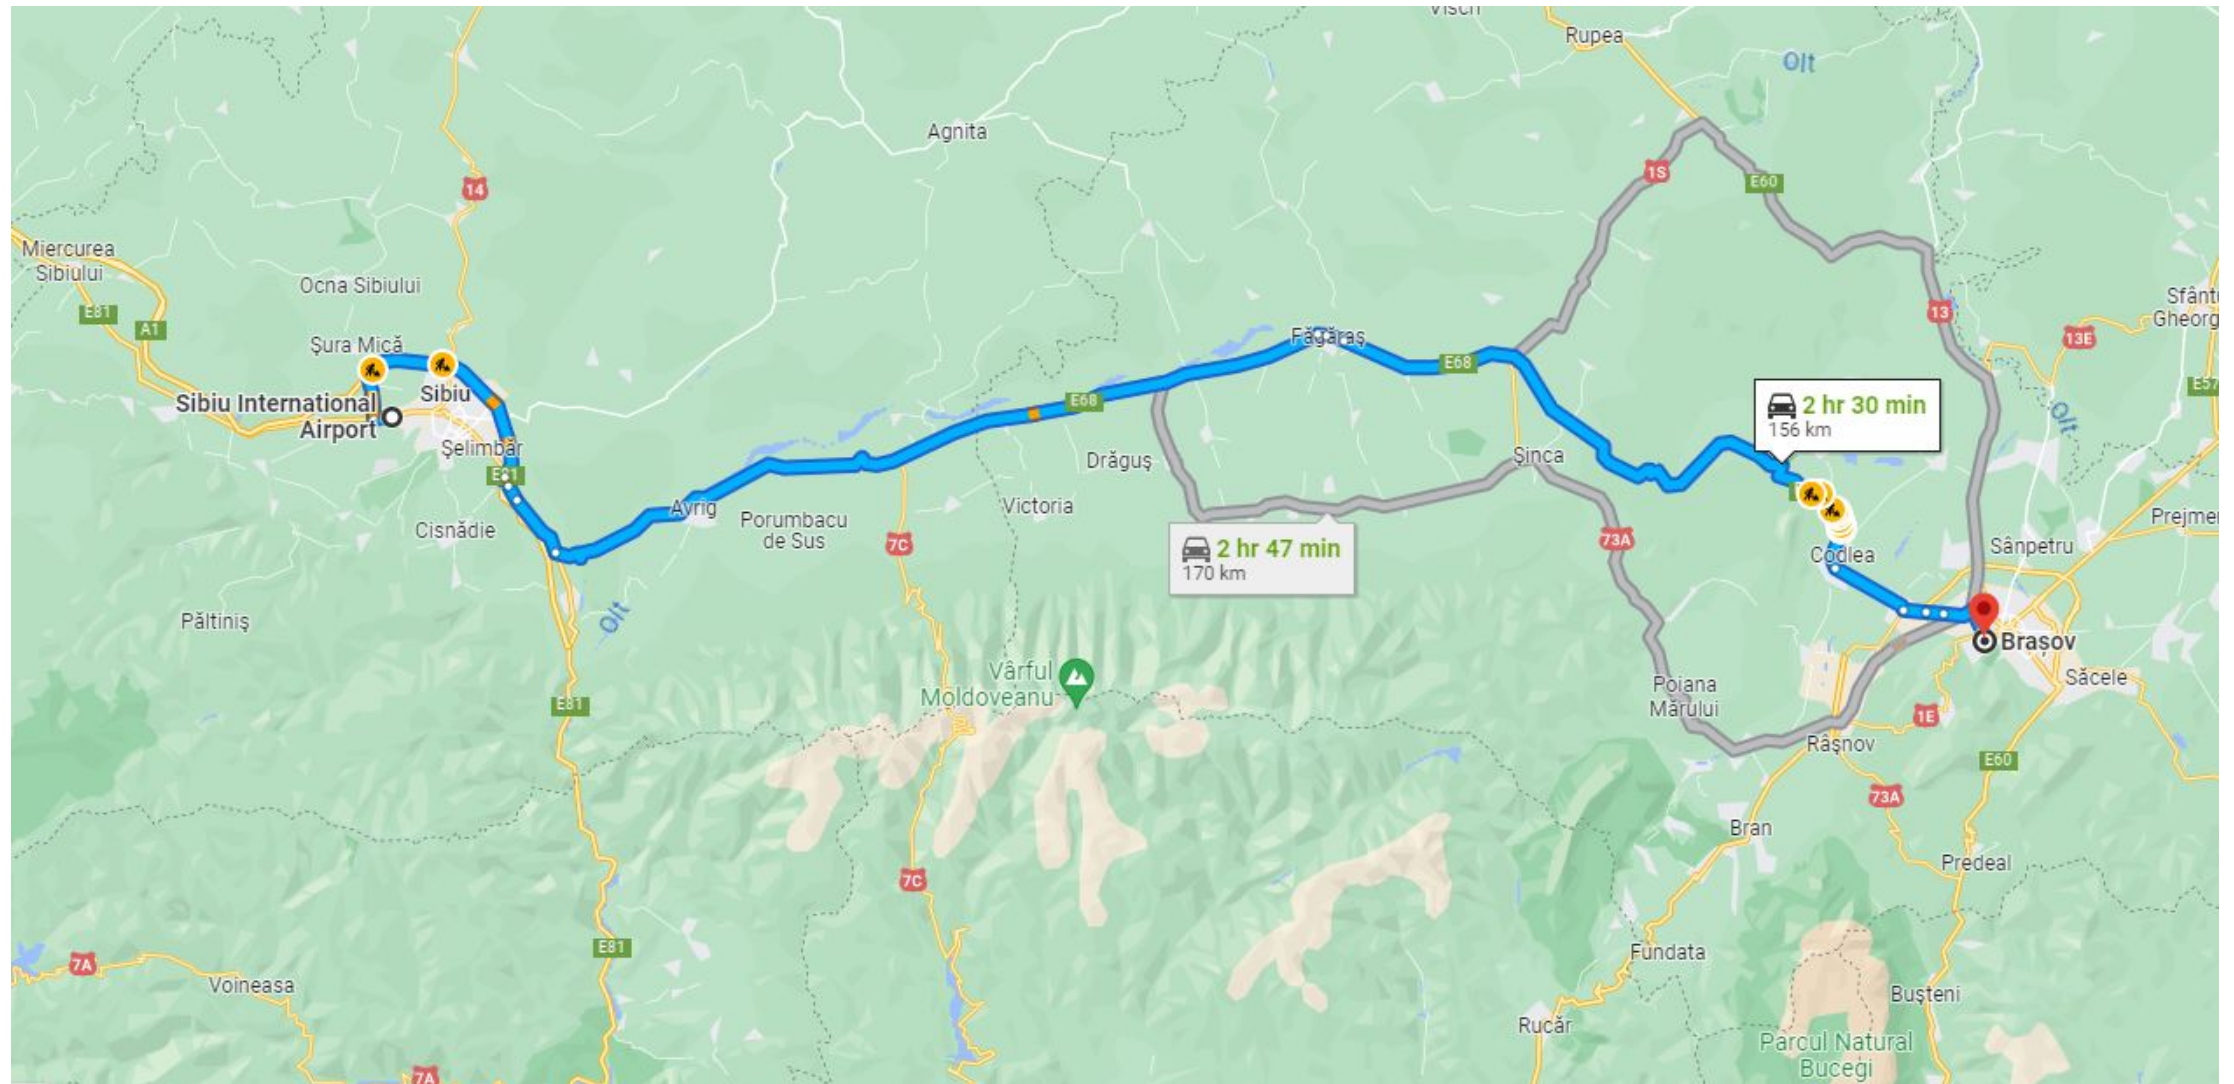 Rupea
Olt
Agnita
14
1S
E60
Miercurea
Sibiului
Ocna Sibiului
E81
A1
Șura Mică
Sibiu
Sibiu International
Airport
Șelimbăr
E81
Cisnădie
Făgăraș
E68
E68
13
13E
Sfântu
Gheorg
E57
Olt
2 hr 30 min
156 km
Drăguș
Șinca
Avrig
Victoria
Porumbacu
de Sus
7C
2 hr 47 min
170 km
73A
Codlea
Sânpetru
Prejmer
Păltiniș
Olt
Brașov
Săcele
Vârful
Moldoveanu
E81
Poiana
Mărului
1E
Râșnov
E60
73A
Bran
Predeal
7C
E81
Fundata
7A
Voineasa
Bușteni
Rucăr
Parcul Natural
Bucegi
7A